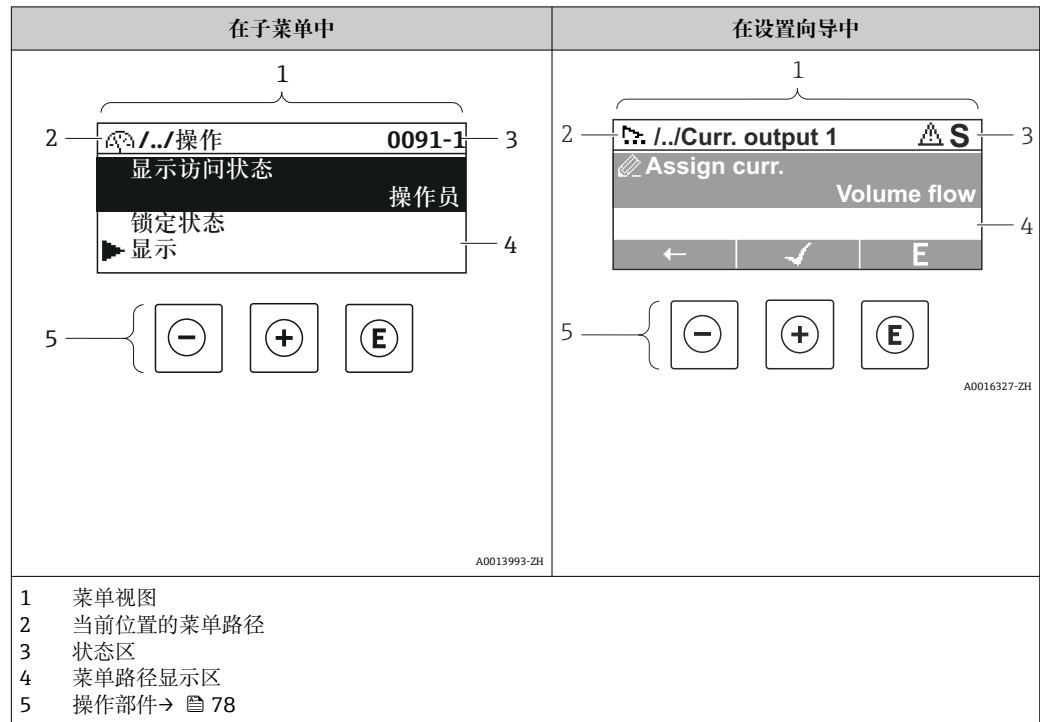 在子菜单中
在设置向导中
1
2
/../操作 0091-1
3
显示访问状态
操作员
锁定状态
显示
4
5
- + E
A0013993-ZH
1
2
/../Curr. output 1 S
3
Assign curr.
Volume flow
4
← ✓ E
5
- + E
A0016327-ZH
1 菜单视图
2 当前位置的菜单路径
3 状态区
4 菜单路径显示区
5 操作部件→ 78